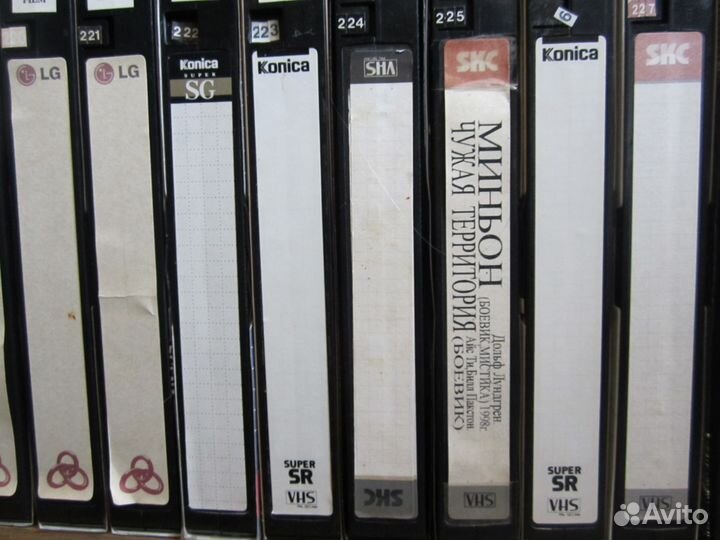 LG
221
LG
222
Konica
SUPER
SG
223
Konica
SUPER
SR
VHS
224
VHS
SKC
225
SKC
МИНЬОН
Дольф Лундгрен
(БОЕВИК,МИСТИКА) 1998г.
ЧУЖАЯ ТЕРРИТОРИЯ
Айс Ти,Билл Пакстон
(БОЕВИК)
VHS
6
Konica
SUPER
SR
VHS
227
SKC
VHS
Avito